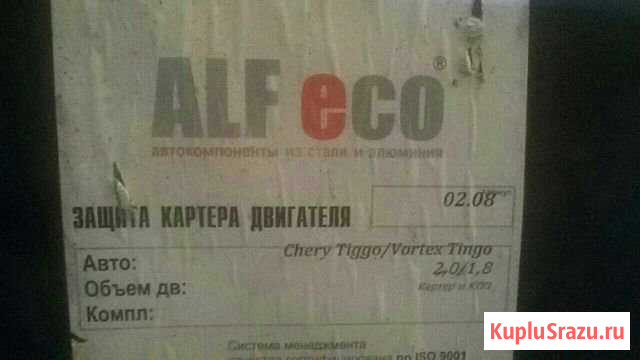 ALF eco ®
автокомпоненты из стали и алюминия
02.08
ЗАЩИТА КАРТЕРА ДВИГАТЕЛЯ
Chery Tiggo/Vortex Tingo
Авто:
2,0/1,8
Объем дв:
Картер и КПП
Компл:
Система менеджмента
по ISO 9001
KupluSrazu.ru